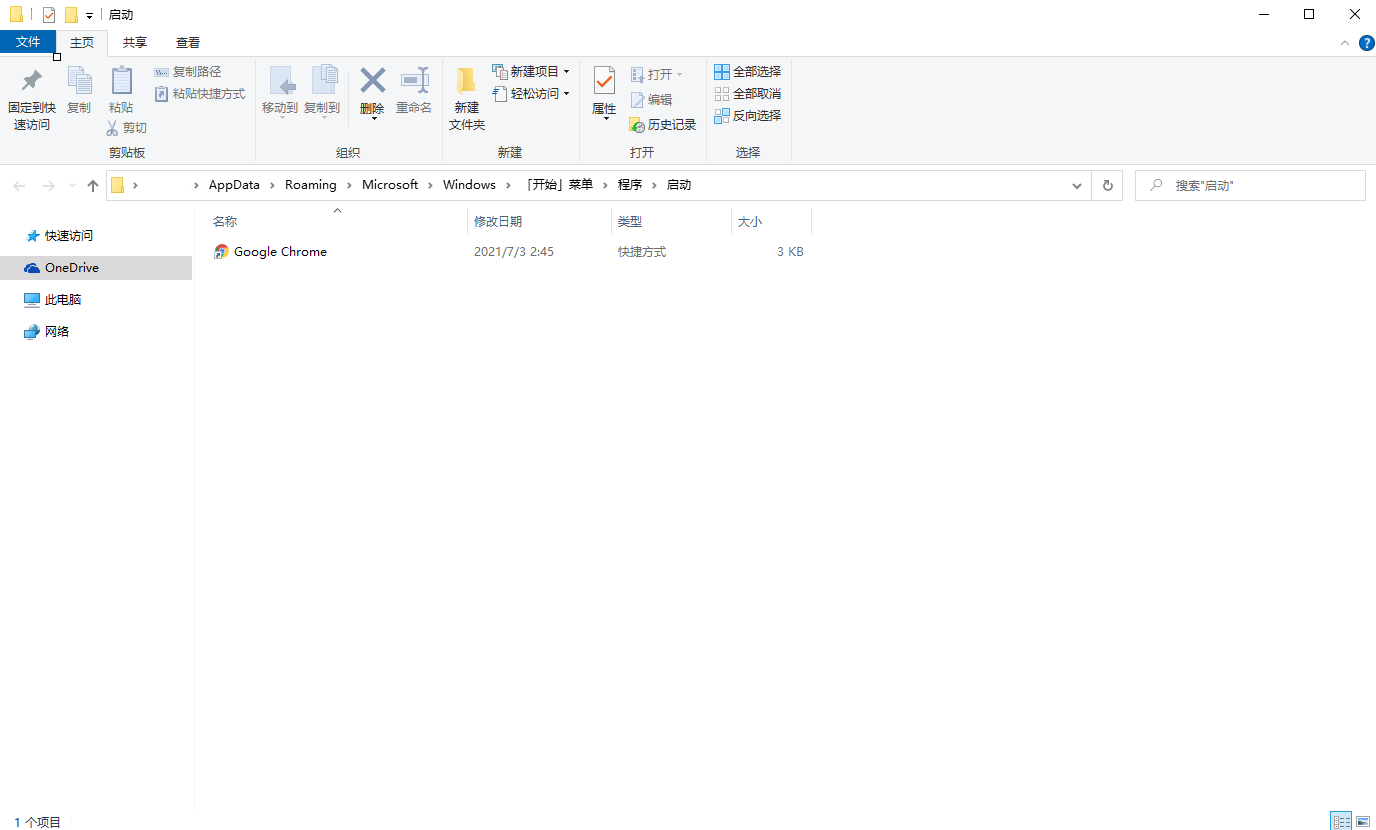 启动
文件 主页 共享 查看
固定到快速访问
复制
粘贴
复制路径
粘贴快捷方式
剪切
剪贴板
移动到
复制到
删除
重命名
组织
新建文件夹
新建项目
轻松访问
新建
属性
打开
编辑
历史记录
打开
全部选择
全部取消
反向选择
选择
AppData › Roaming › Microsoft › Windows › 「开始」菜单 › 程序 › 启动
搜索"启动"
快速访问
OneDrive
此电脑
网络
名称 修改日期 类型 大小
Google Chrome 2021/7/3 2:45 快捷方式 3 KB
1 个项目